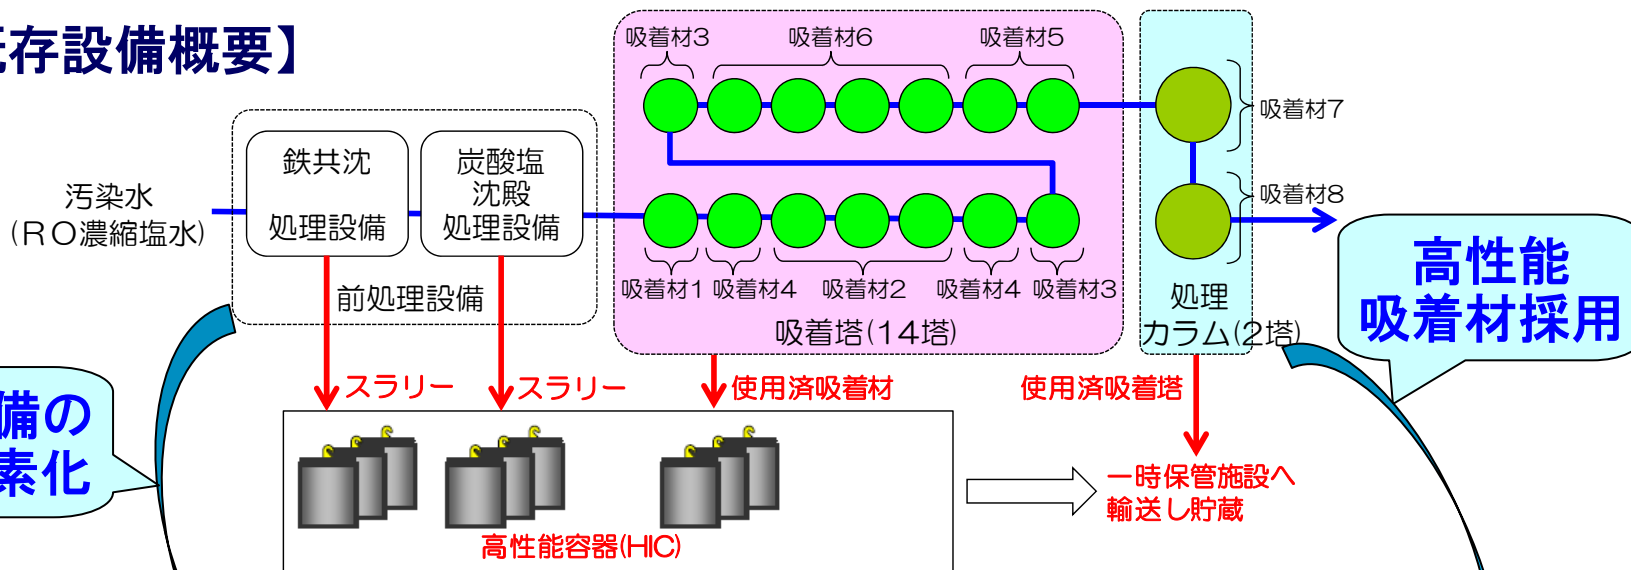 存設備概要】
吸着材3
吸着材6
吸着材5
吸着材7
鉄共沈
処理設備
炭酸塩
沈殿
処理設備
汚染水
(RO濃縮塩水)
吸着材8
前処理設備
吸着材1
吸着材4
吸着材2
吸着材4
吸着材3
吸着塔(14塔)
処理
カラム(2塔)
高性能
吸着材採用
備の
素化
スラリー
スラリー
使用済吸着材
使用済吸着塔
一時保管施設へ
輸送し貯蔵
高性能容器(HIC)